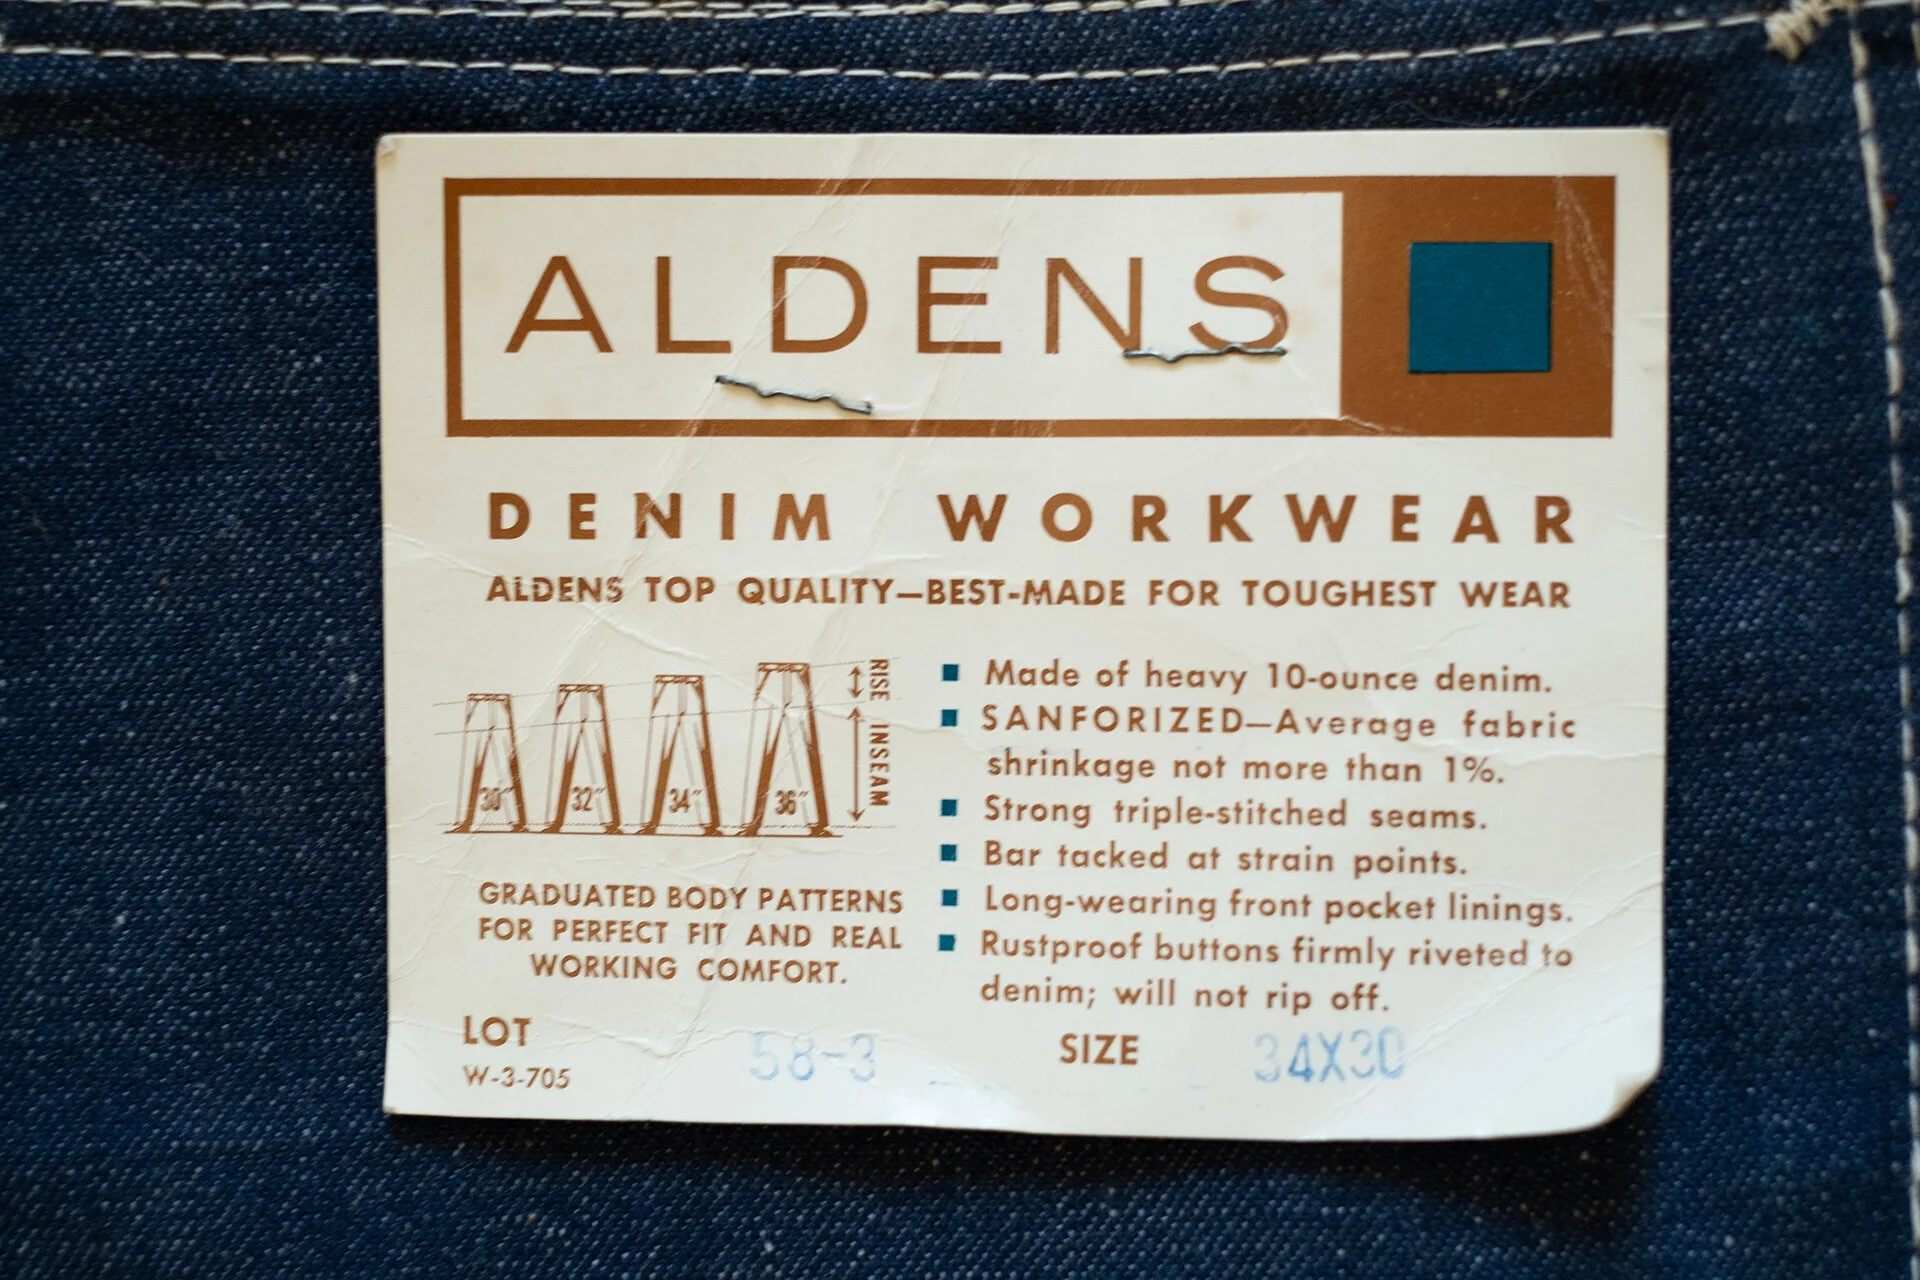 ALDENS
DENIM WORKWEAR
ALDENS TOP QUALITY—BEST-MADE FOR TOUGHEST WEAR
30" 32" 34" 36"
RISE
INSEAM
GRADUATED BODY PATTERNS
FOR PERFECT FIT AND REAL
WORKING COMFORT.
Made of heavy 10-ounce denim.
SANFORIZED—Average fabric
shrinkage not more than 1%.
Strong triple-stitched seams.
Bar tacked at strain points.
Long-wearing front pocket linings.
Rustproof buttons firmly riveted to
denim; will not rip off.
LOT 58-3 SIZE 34X30
W-3-705